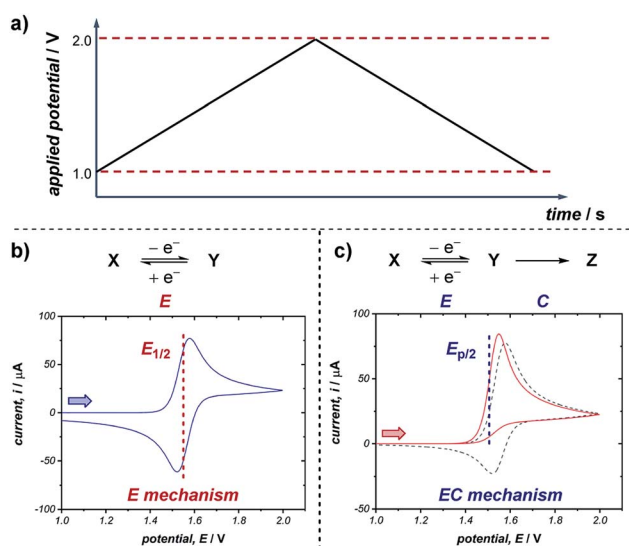 a)
applied potential / V
2.0
1.0
time / s
b)
− e⁻
X ⇌ Y
+ e⁻
E
100
50
0
-50
-100
current, i / µA
E1/2
E mechanism
1.0 1.2 1.4 1.6 1.8 2.0
potential, E / V
c)
− e⁻
X ⇌ Y → Z
+ e⁻
E C
100
50
0
-50
current, i / µA
Ep/2
EC mechanism
1.0 1.2 1.4 1.6 1.8 2.0
potential, E / V